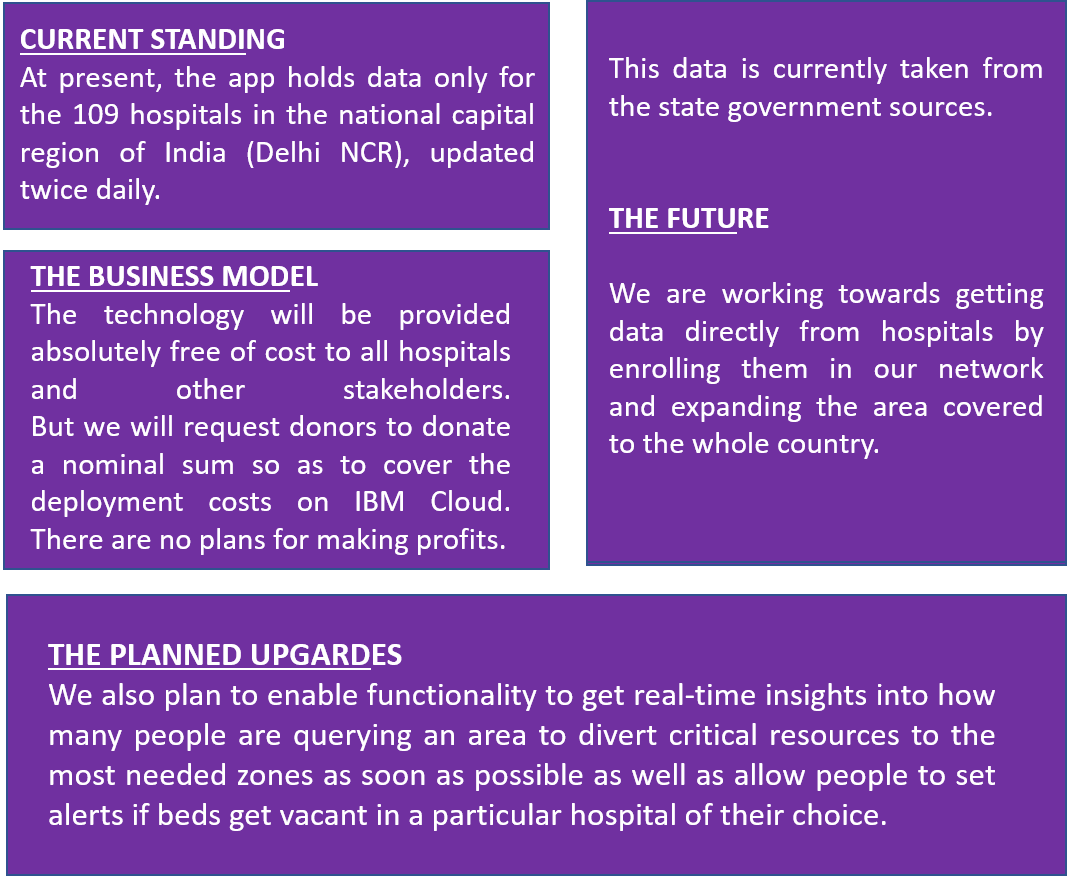 CURRENT STANDING
At present, the app holds data only for
the 109 hospitals in the national capital
region of India (Delhi NCR), updated
twice daily.
THE BUSINESS MODEL
The technology will be provided
absolutely free of cost to all hospitals
and other stakeholders.
But we will request donors to donate
a nominal sum so as to cover the
deployment costs on IBM Cloud.
There are no plans for making profits.
This data is currently taken from
the state government sources.
THE FUTURE
We are working towards getting
data directly from hospitals by
enrolling them in our network
and expanding the area covered
to the whole country.
THE PLANNED UPGARDES
We also plan to enable functionality to get real-time insights into how
many people are querying an area to divert critical resources to the
most needed zones as soon as possible as well as allow people to set
alerts if beds get vacant in a particular hospital of their choice.